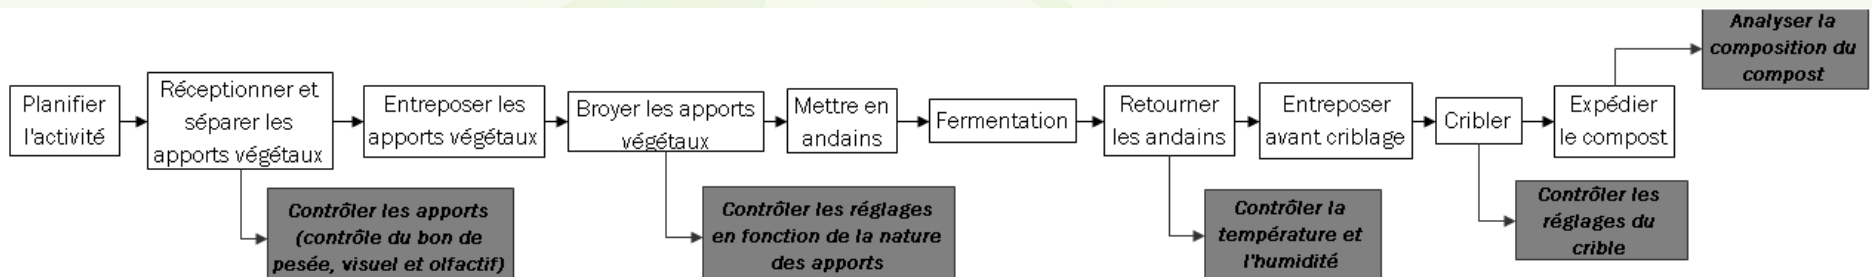 Planifier
l'activité
Réceptionner et
séparer les
apports végétaux
Entreposer les
apports végétaux
Broyer les apports
végétaux
Mettre en
andains
Fermentation
Retourner
les andains
Entreposer
avant criblage
Cribler
Expédier
le compost
Analyser la
composition du
compost
Contrôler les apports
(contrôle du bon de
pesée, visuel et olfactif)
Contrôler les réglages
en fonction de la nature
des apports
Contrôler la
température et
l'humidité
Contrôler les
réglages du
crible